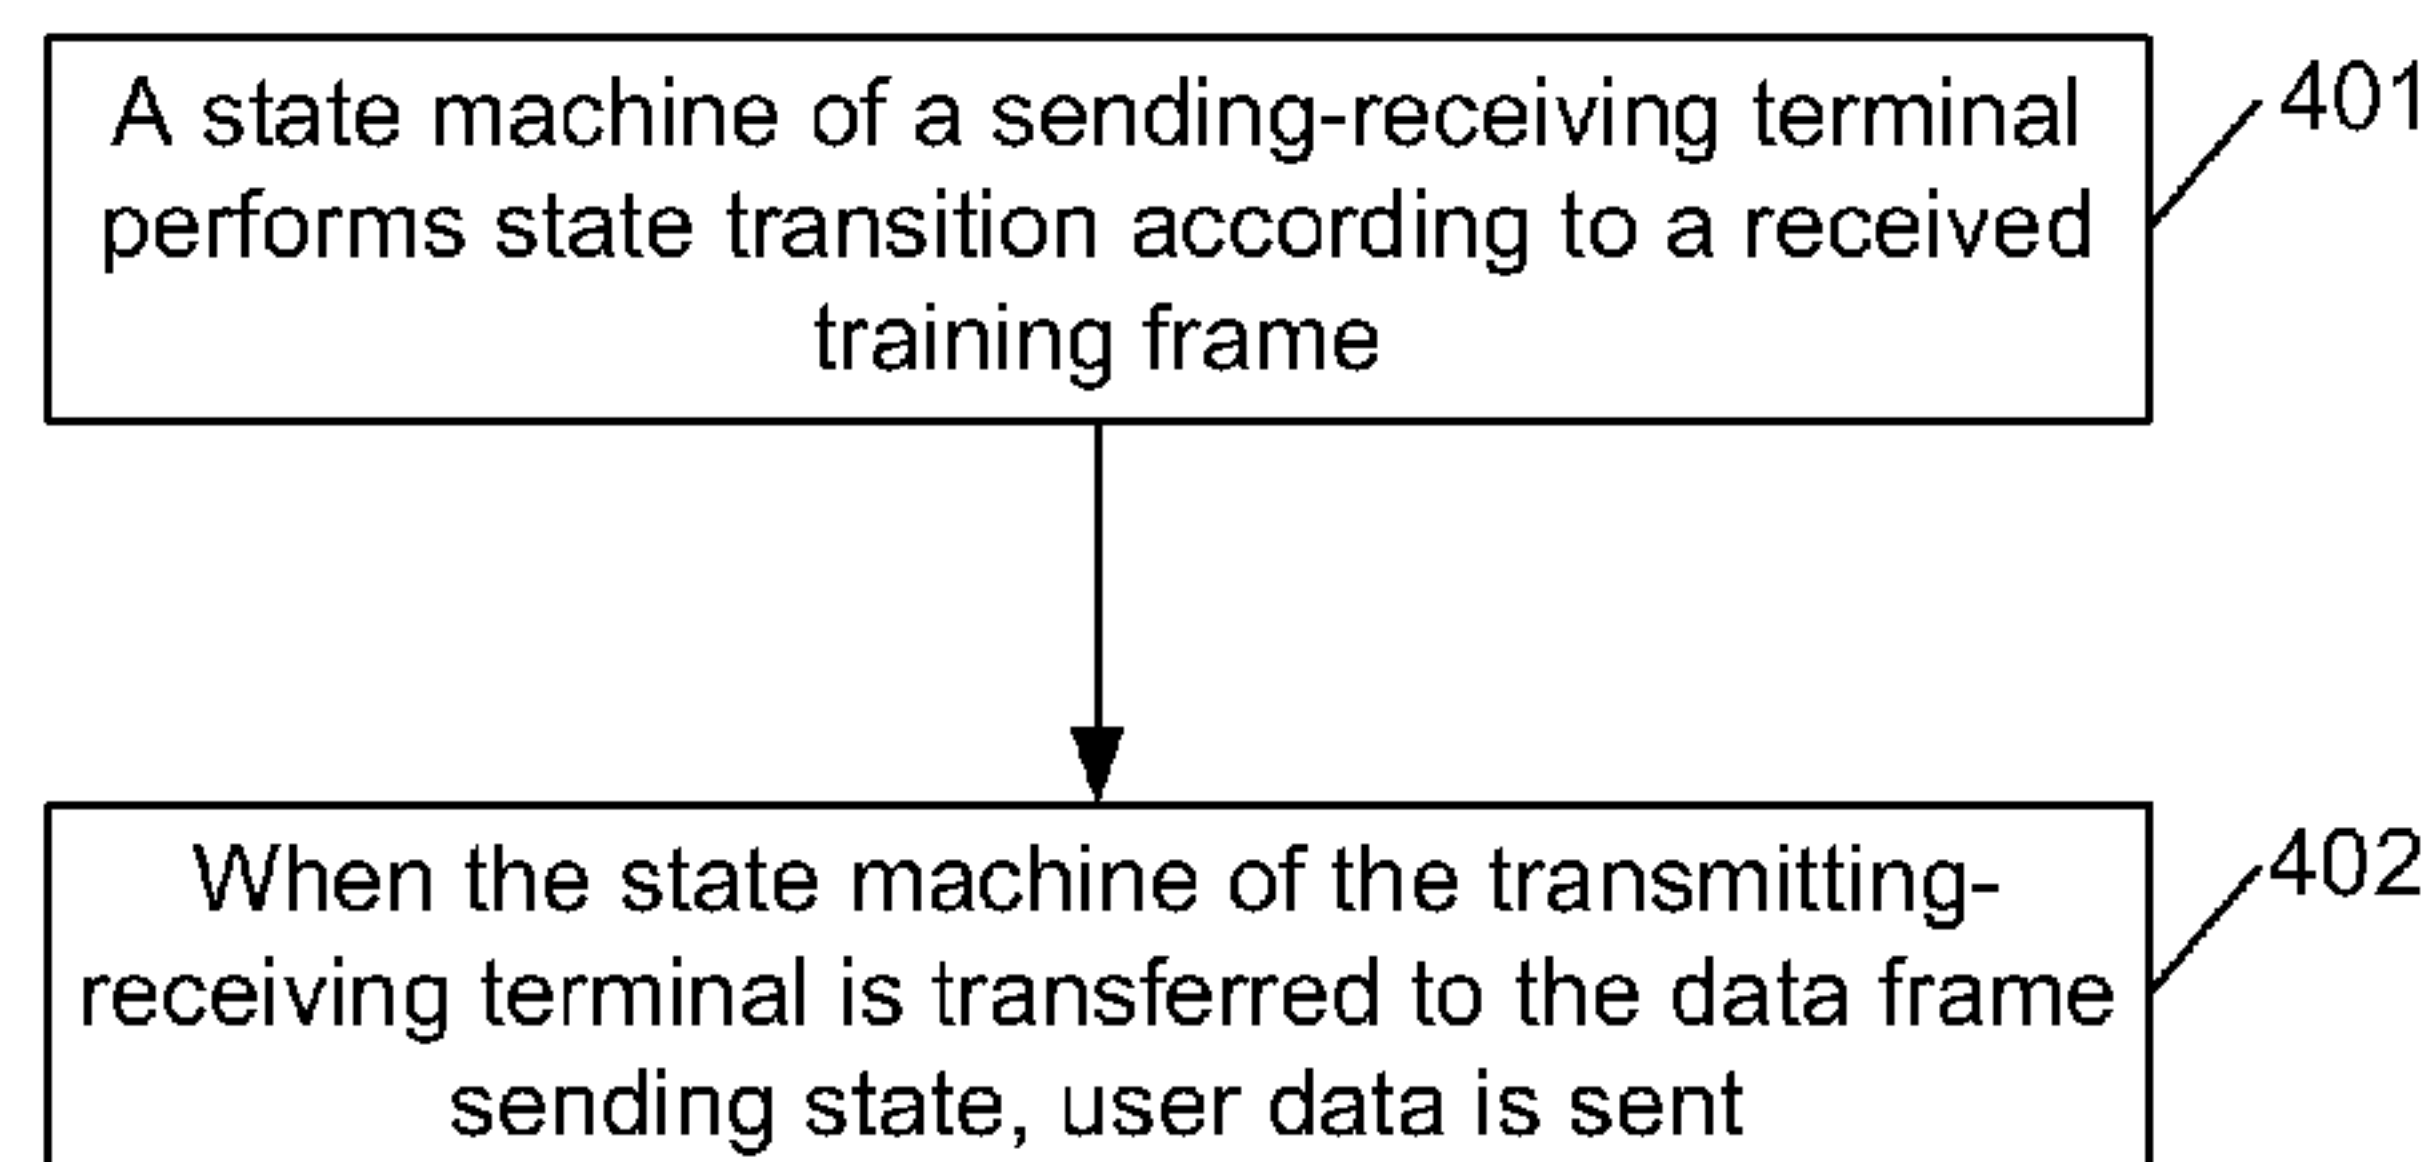 A state machine of a sending-receiving terminal
401
performs state transition according to a received
training frame
When the state machine of the transmitting-
402
receiving terminal is transferred to the data frame
sending state, user data is sent